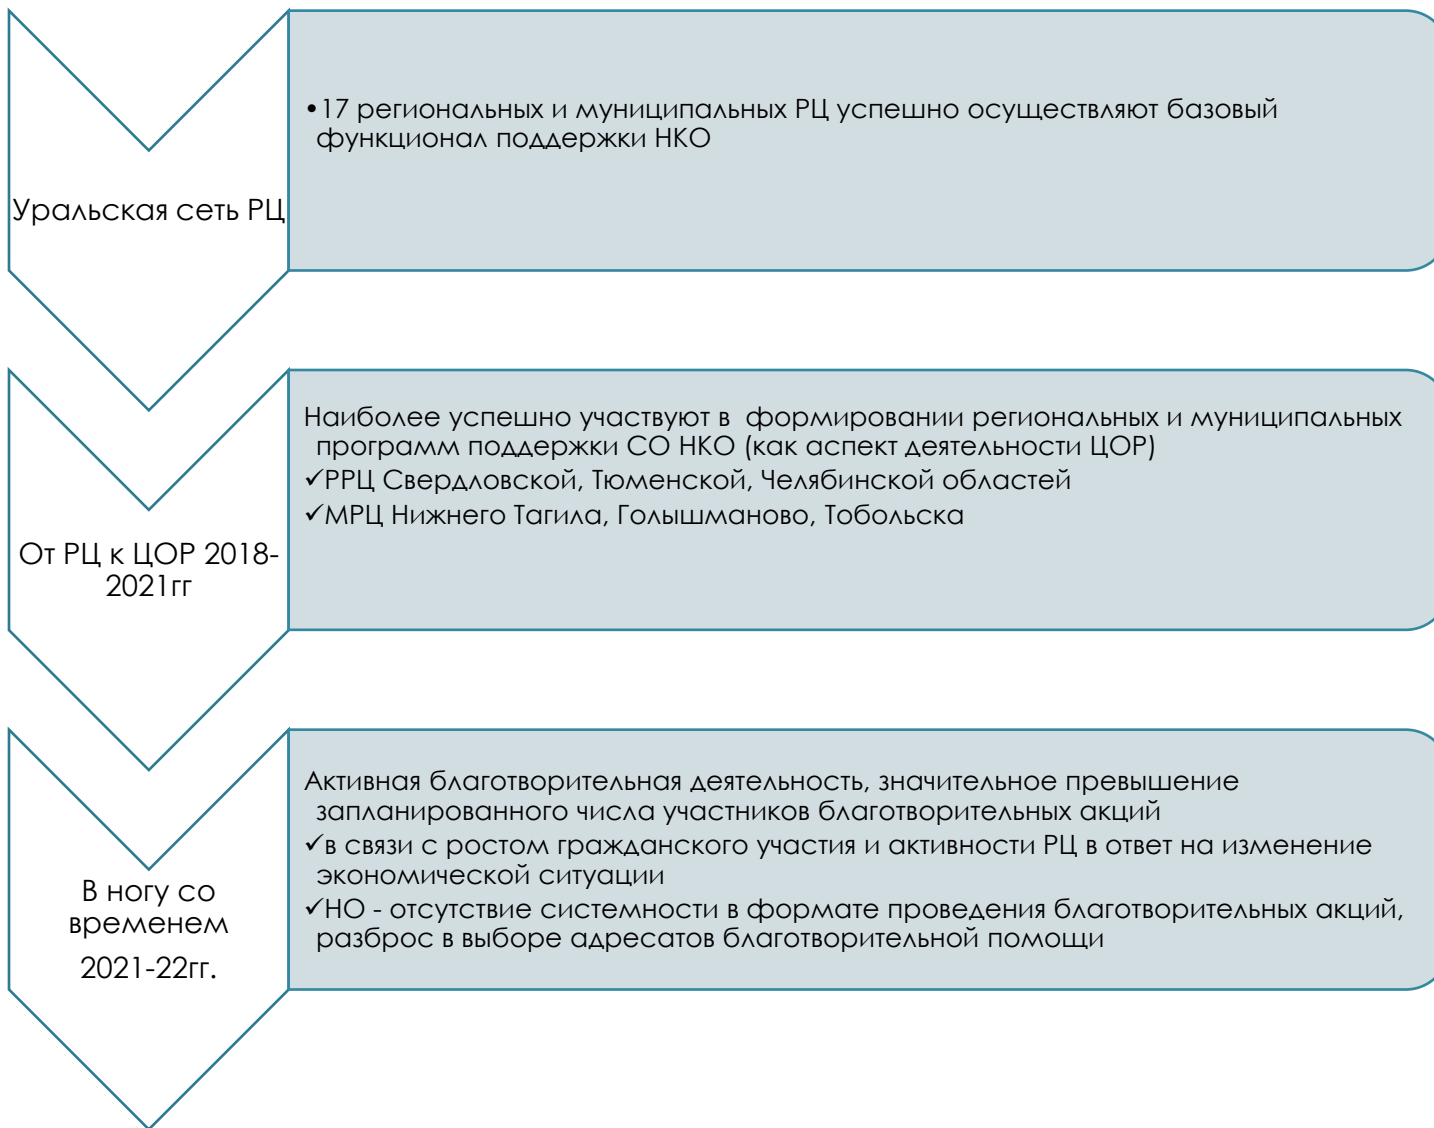 •17 региональных и муниципальных РЦ успешно осуществляют базовый
функционал поддержки НКО
Уральская сеть РЦ
Наиболее успешно участвуют в  формировании региональных и муниципальных
программ поддержки СО НКО (как аспект деятельности ЦОР)
✓РРЦ Свердловской, Тюменской, Челябинской областей
✓МРЦ Нижнего Тагила, Голышманово, Тобольска
От РЦ к ЦОР 2018-
2021гг
Активная благотворительная деятельность, значительное превышение
запланированного числа участников благотворительных акций
✓в связи с ростом гражданского участия и активности РЦ в ответ на изменение
экономической ситуации
✓НО - отсутствие системности в формате проведения благотворительных акций,
разброс в выборе адресатов благотворительной помощи
В ногу со
временем
2021-22гг.